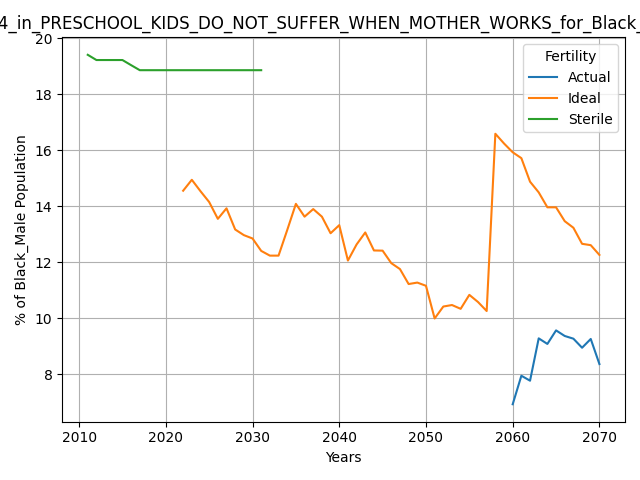 4_in_PRESCHOOL_KIDS_DO_NOT_SUFFER_WHEN_MOTHER_WORKS_for_Black_
20
18
16
14
12
10
8
% of Black_Male Population
Fertility
Actual
Ideal
Sterile
2010 2020 2030 2040 2050 2060 2070
Years